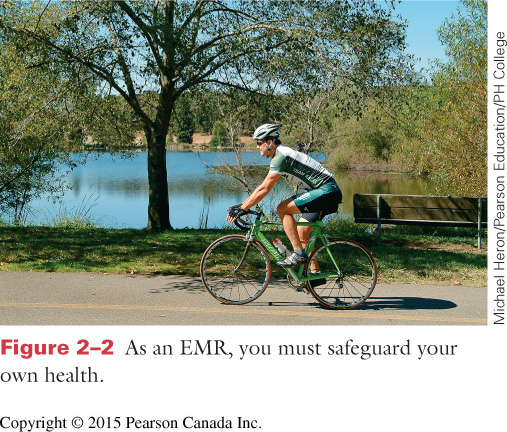 Michael Heron/Pearson Education/PH College
Figure 2–2 As an EMR, you must safeguard your
own health.
Copyright © 2015 Pearson Canada Inc.